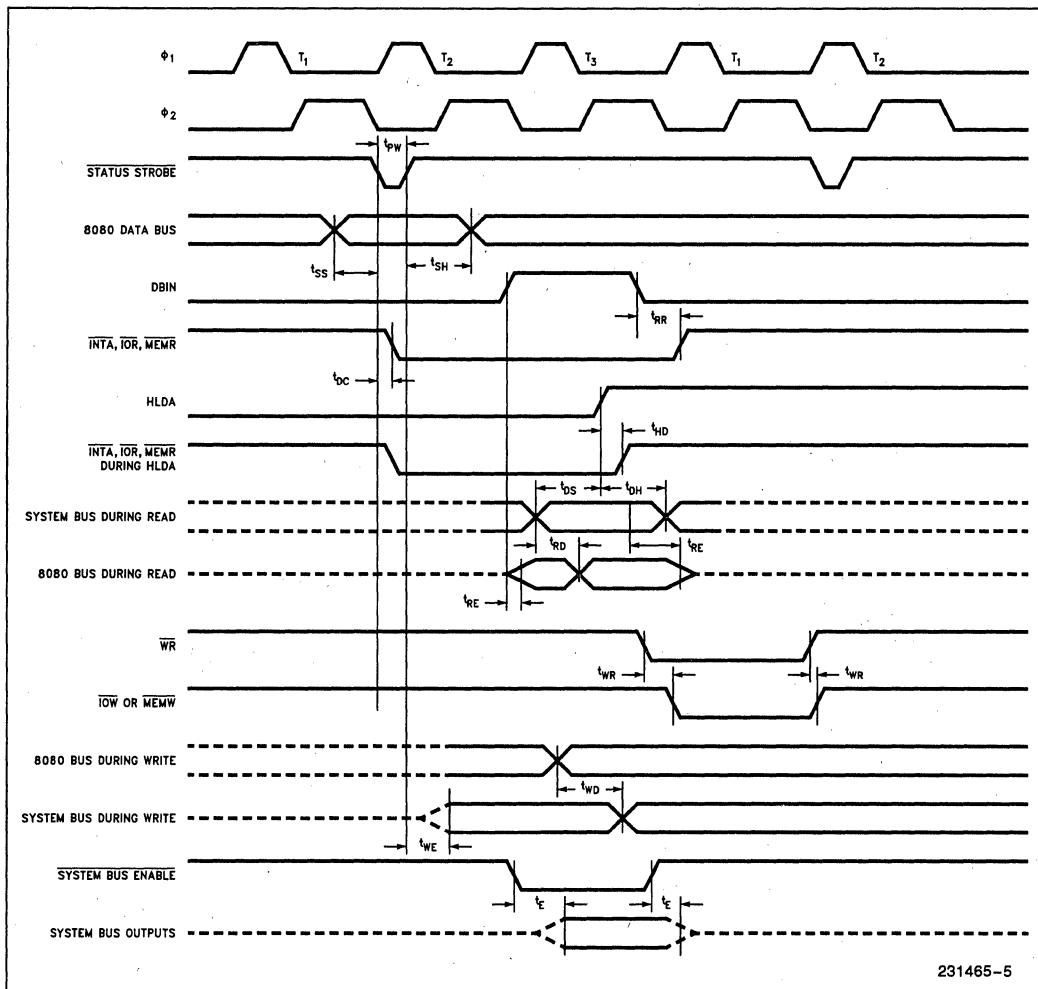 ϕ1 T1 T2 T3 T1 T2
ϕ2
tPW
STATUS STROBE
8080 DATA BUS
tSS tSH
DBIN
tRR
INTA, IOR, MEMR
tDC
HLDA
tHD
INTA, IOR, MEMR
DURING HLDA
tDS tDH
SYSTEM BUS DURING READ
tRD tRE
8080 BUS DURING READ
tRE
WR
tWR tWR
IOW OR MEMW
8080 BUS DURING WRITE
tWD
SYSTEM BUS DURING WRITE
tWE
SYSTEM BUS ENABLE
tE tE
SYSTEM BUS OUTPUTS
231465-5